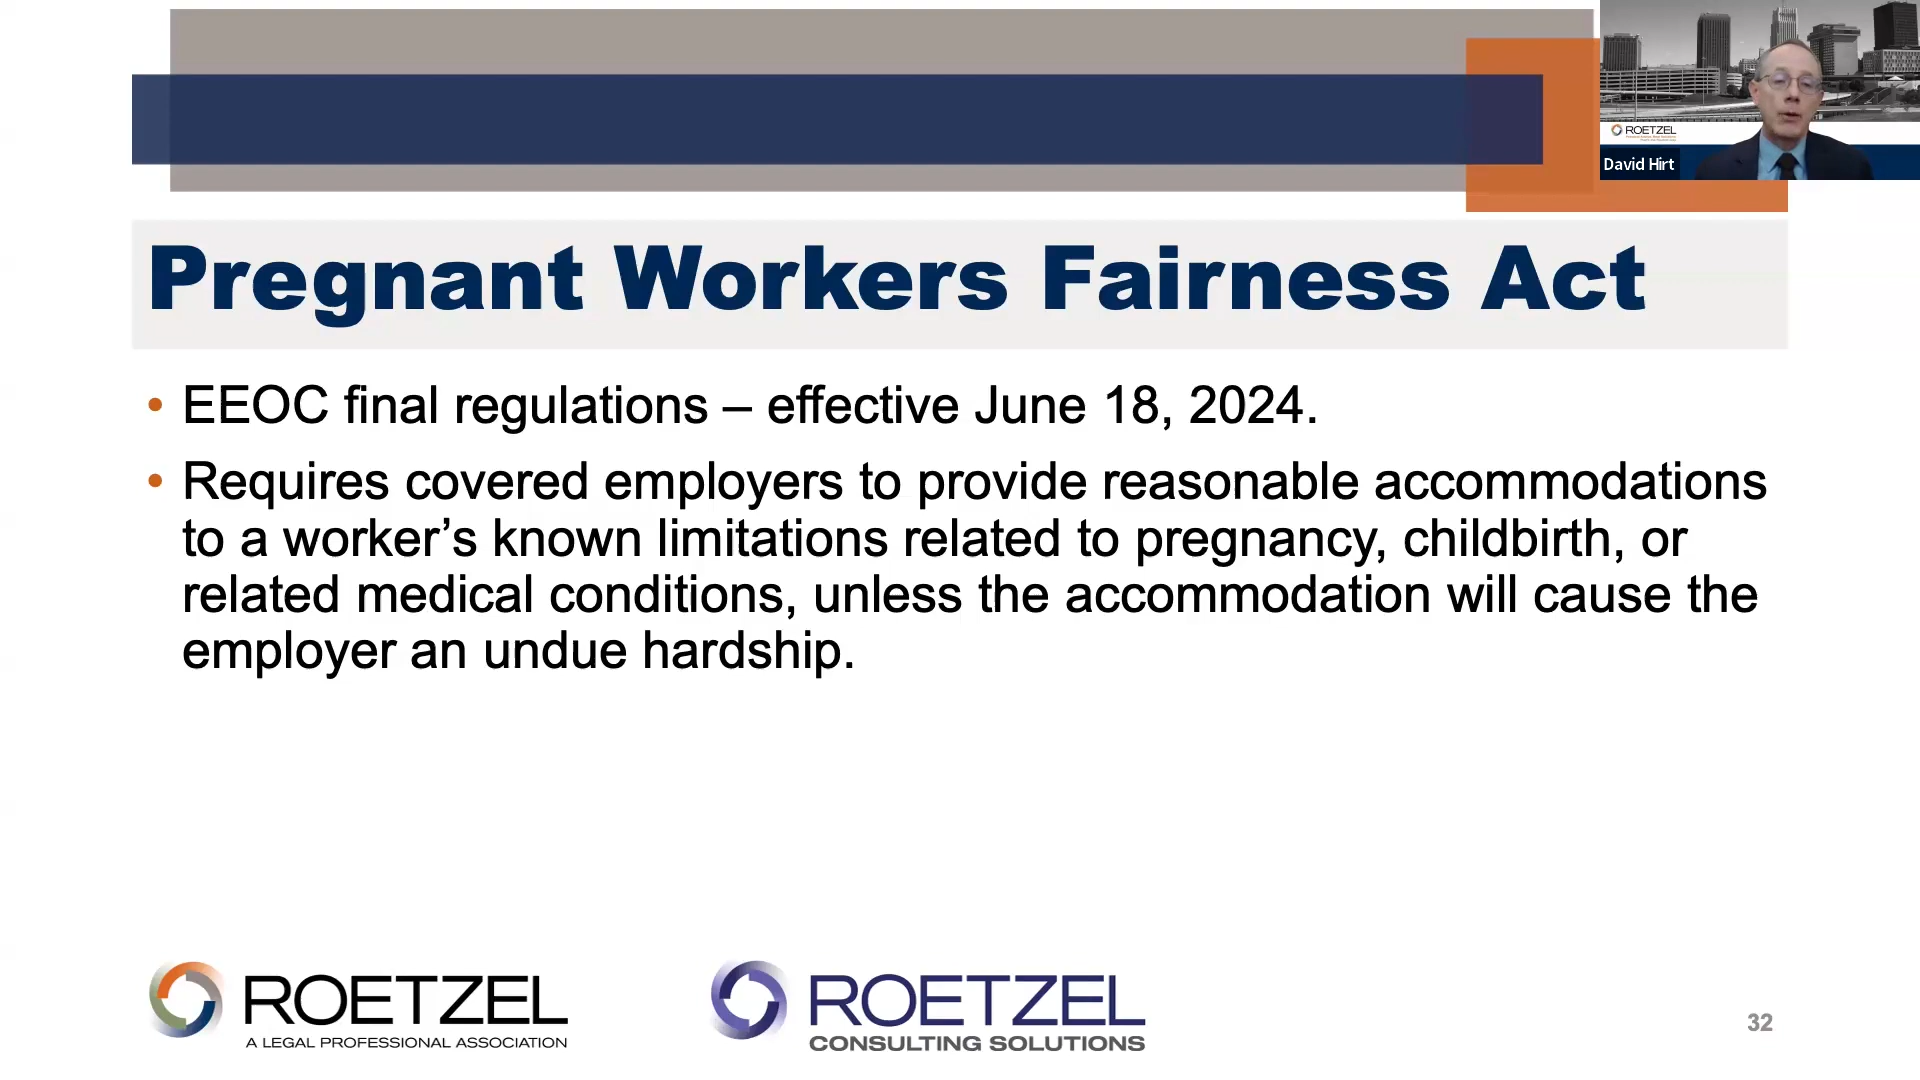 ROETZEL
David Hirt
Pregnant Workers Fairness Act
• EEOC final regulations – effective June 18, 2024.
• Requires covered employers to provide reasonable accommodations
to a worker’s known limitations related to pregnancy, childbirth, or
related medical conditions, unless the accommodation will cause the
employer an undue hardship.
ROETZEL
A LEGAL PROFESSIONAL ASSOCIATION
ROETZEL
CONSULTING SOLUTIONS
32